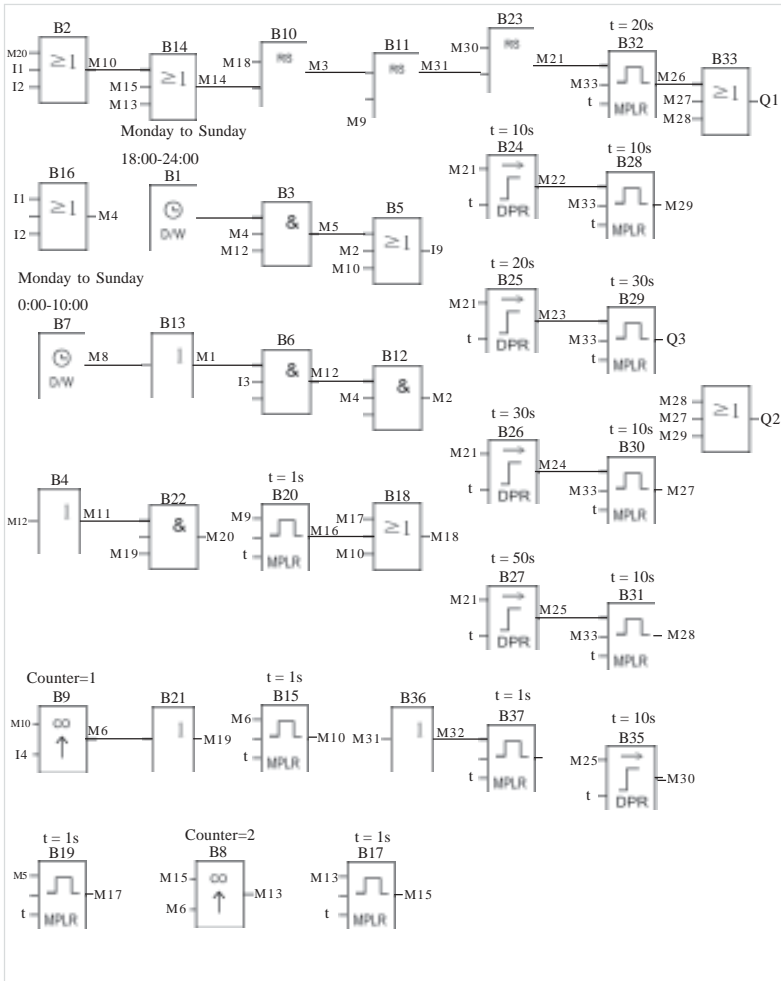 B2
M20
I1
I2
≥1
M10
B14
M15
M13
≥1
M14
B10
M18
RS
M3
B11
RS
M9
M31
B23
M30
RS
M21
t = 20s
B32
M33
t
MPLR
M26
B33
M27
M28
≥1
Q1
Monday to Sunday
18:00-24:00
B16
I1
I2
≥1
M4
B1
D/W
B3
M4
M12
&
M5
B5
M2
M10
≥1
I9
t = 10s
B24
M21
t
DPR
M22
t = 10s
B28
M33
t
MPLR
M29
Monday to Sunday
0:00-10:00
B7
D/W
M8
B13
1
M1
B6
I3
&
M12
B12
M4
&
M2
t = 20s
B25
M21
t
DPR
M23
t = 30s
B29
M33
t
MPLR
Q3
M28
M27
M29
≥1
Q2
t = 30s
B26
M21
t
DPR
M24
t = 10s
B30
M33
t
MPLR
M27
B4
M12
1
M11
B22
M19
&
M20
t = 1s
B20
M9
t
MPLR
M16
B18
M17
M10
≥1
M18
t = 50s
B27
M21
t
DPR
M25
t = 10s
B31
M33
t
MPLR
M28
Counter=1
B9
M10
I4
M6
B21
1
M19
t = 1s
B15
M6
t
MPLR
M10
B36
M31
1
M32
t = 1s
B37
t
MPLR
t = 10s
B35
M25
t
DPR
M30
t = 1s
B19
M5
t
MPLR
M17
Counter=2
B8
M15
M6
M13
t = 1s
B17
M13
t
MPLR
M15